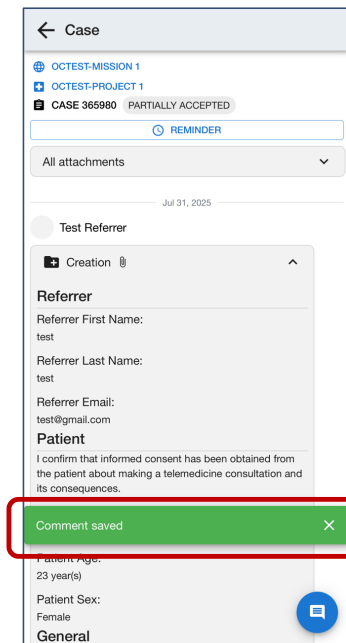 Case
OCTEST-MISSION 1
OCTEST-PROJECT 1
CASE 365980 PARTIALLY ACCEPTED
REMINDER
All attachments
Jul 31, 2025
Test Referrer
Creation
Referrer
Referrer First Name:
test
Referrer Last Name:
test
Referrer Email:
test@gmail.com
Patient
I confirm that informed consent has been obtained from
the patient about making a telemedicine consultation and
its consequences.
Comment saved
Patient Age:
23 year(s)
Patient Sex:
Female
General